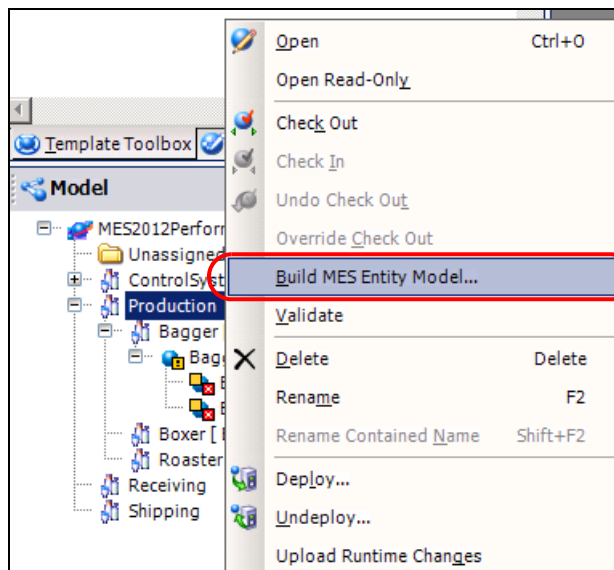 Open Ctrl+O
Open Read-Only
Check Out
Template Toolbox
Check In
Model
Undo Check Out
MES2012Perfor
Override Check Out
Unassigned
ControlSyst
Build MES Entity Model...
Production
Validate
Bagger [
Bagg
Delete Delete
Rename F2
Boxer [
Rename Contained Name Shift+F2
Roaster
Receiving
Deploy...
Shipping
Undeploy...
Upload Runtime Changes